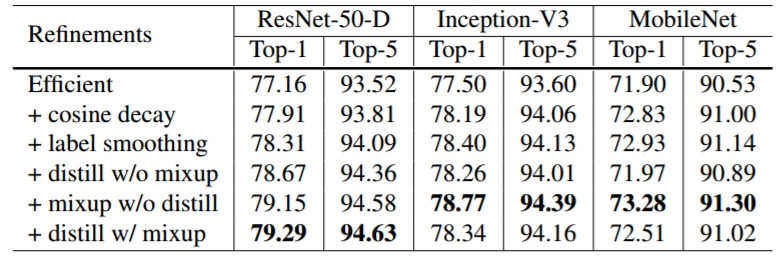 Refinements ResNet-50-D Inception-V3 MobileNet
Top-1 Top-5 Top-1 Top-5 Top-1 Top-5
Efficient 77.16 93.52 77.50 93.60 71.90 90.53
+ cosine decay 77.91 93.81 78.19 94.06 72.83 91.00
+ label smoothing 78.31 94.09 78.40 94.13 72.93 91.14
+ distill w/o mixup 78.67 94.36 78.26 94.01 71.97 90.89
+ mixup w/o distill 79.15 94.58 78.77 94.39 73.28 91.30
+ distill w/ mixup 79.29 94.63 78.34 94.16 72.51 91.02